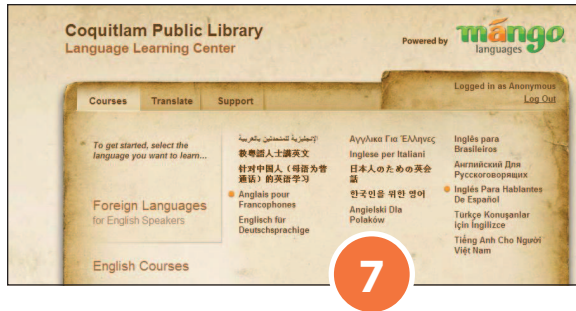 Coquitlam Public Library
Language Learning Center
Powered by
mango
languages
Logged in as Anonymous
Log Out
Courses
Translate
Support
To get started, select the
language you want to learn...
Foreign Languages
for English Speakers
English Courses
الإنجليزية للمتحدثين بالعربية
教粵語人士講英文
针对中国人（母语为普
通话）的英语学习
Anglais pour
Francophones
Englisch für
Deutschsprachige
Αγγλικα Για Έλληνες
Inglese per Italiani
日本人のための英会
話
한국인을 위한 영어
Angielski Dla
Polaków
Inglês para
Brasileiros
Английский Для
Русскоговорящих
Inglés Para Hablantes
De Español
Türkçe Konuşanlar
İçin İngilizce
Tiếng Anh Cho Người
Việt Nam
7